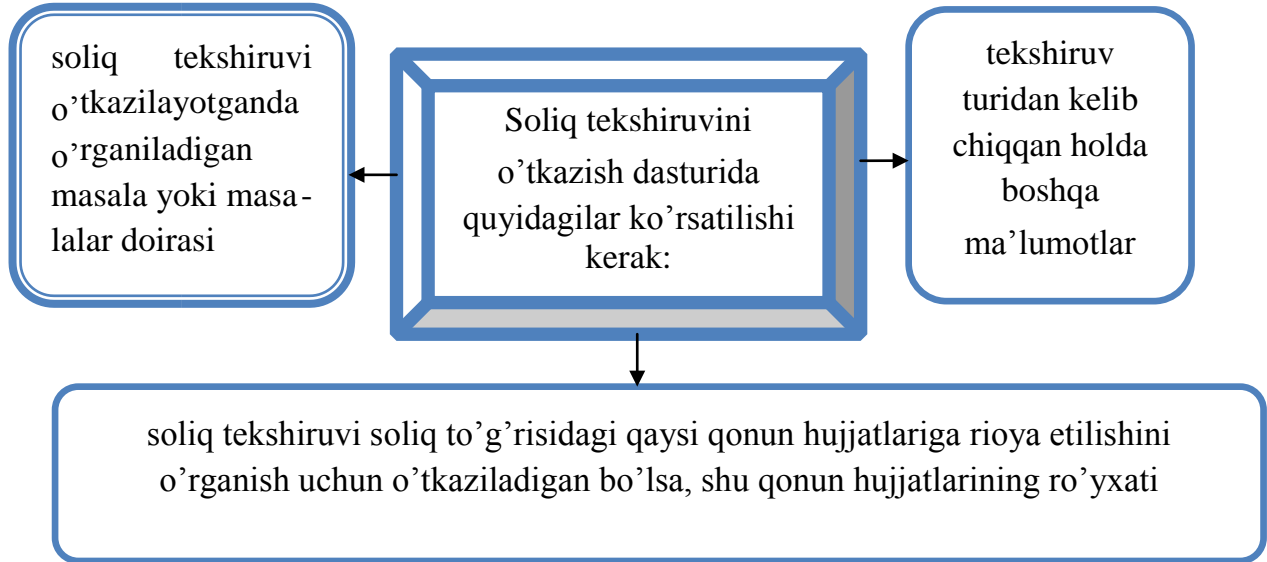 soliq tekshiruvi
o’tkazilayotganda
o’rganiladigan
masala yoki masa-
lalar doirasi
Soliq tekshiruvini
o’tkazish dasturida
quyidagilar ko’rsatilishi
kerak:
tekshiruv
turidan kelib
chiqqan holda
boshqa
ma’lumotlar
soliq tekshiruvi soliq to’g’risidagi qaysi qonun hujjatlariga rioya etilishini
o’rganish uchun o’tkaziladigan bo’lsa, shu qonun hujjatlarining ro’yxati